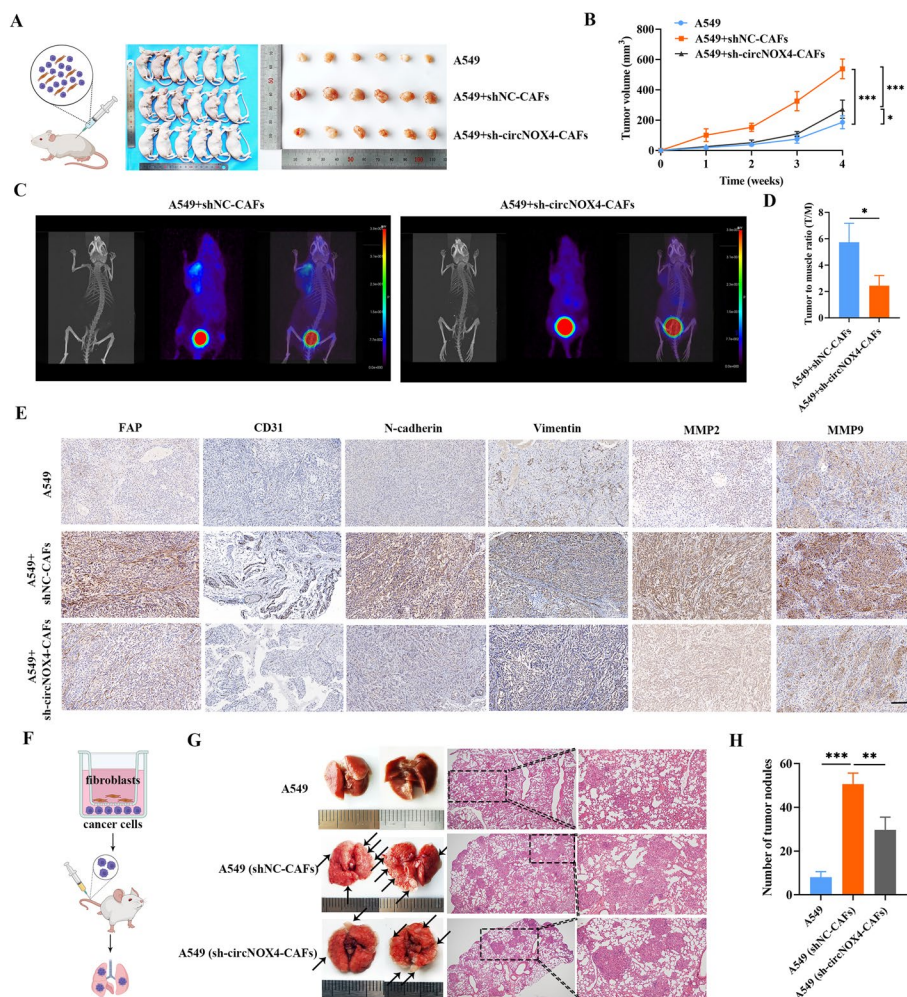 A
A549
A549+shNC-CAFs
A549+sh-circNOX4-CAFs
B
A549
A549+shNC-CAFs
A549+sh-circNOX4-CAFs
Tumor volume (mm³)
800
600
400
200
0
0 1 2 3 4
Time (weeks)
***
***
*
C
A549+shNC-CAFs
A549+sh-circNOX4-CAFs
D
Tumor to muscle ratio (T/M)
8
6
4
2
0
*
A549+shNC-CAFs
A549+sh-circNOX4-CAFs
E
FAP CD31 N-cadherin Vimentin MMP2 MMP9
A549
A549+
shNC-CAFs
A549+
sh-circNOX4-CAFs
F
fibroblasts
cancer cells
G
A549
A549 (shNC-CAFs)
A549 (sh-circNOX4-CAFs)
H
Number of tumor nodules
60
40
20
0
*** **
A549
A549 (shNC-CAFs)
A549 (sh-circNOX4-CAFs)